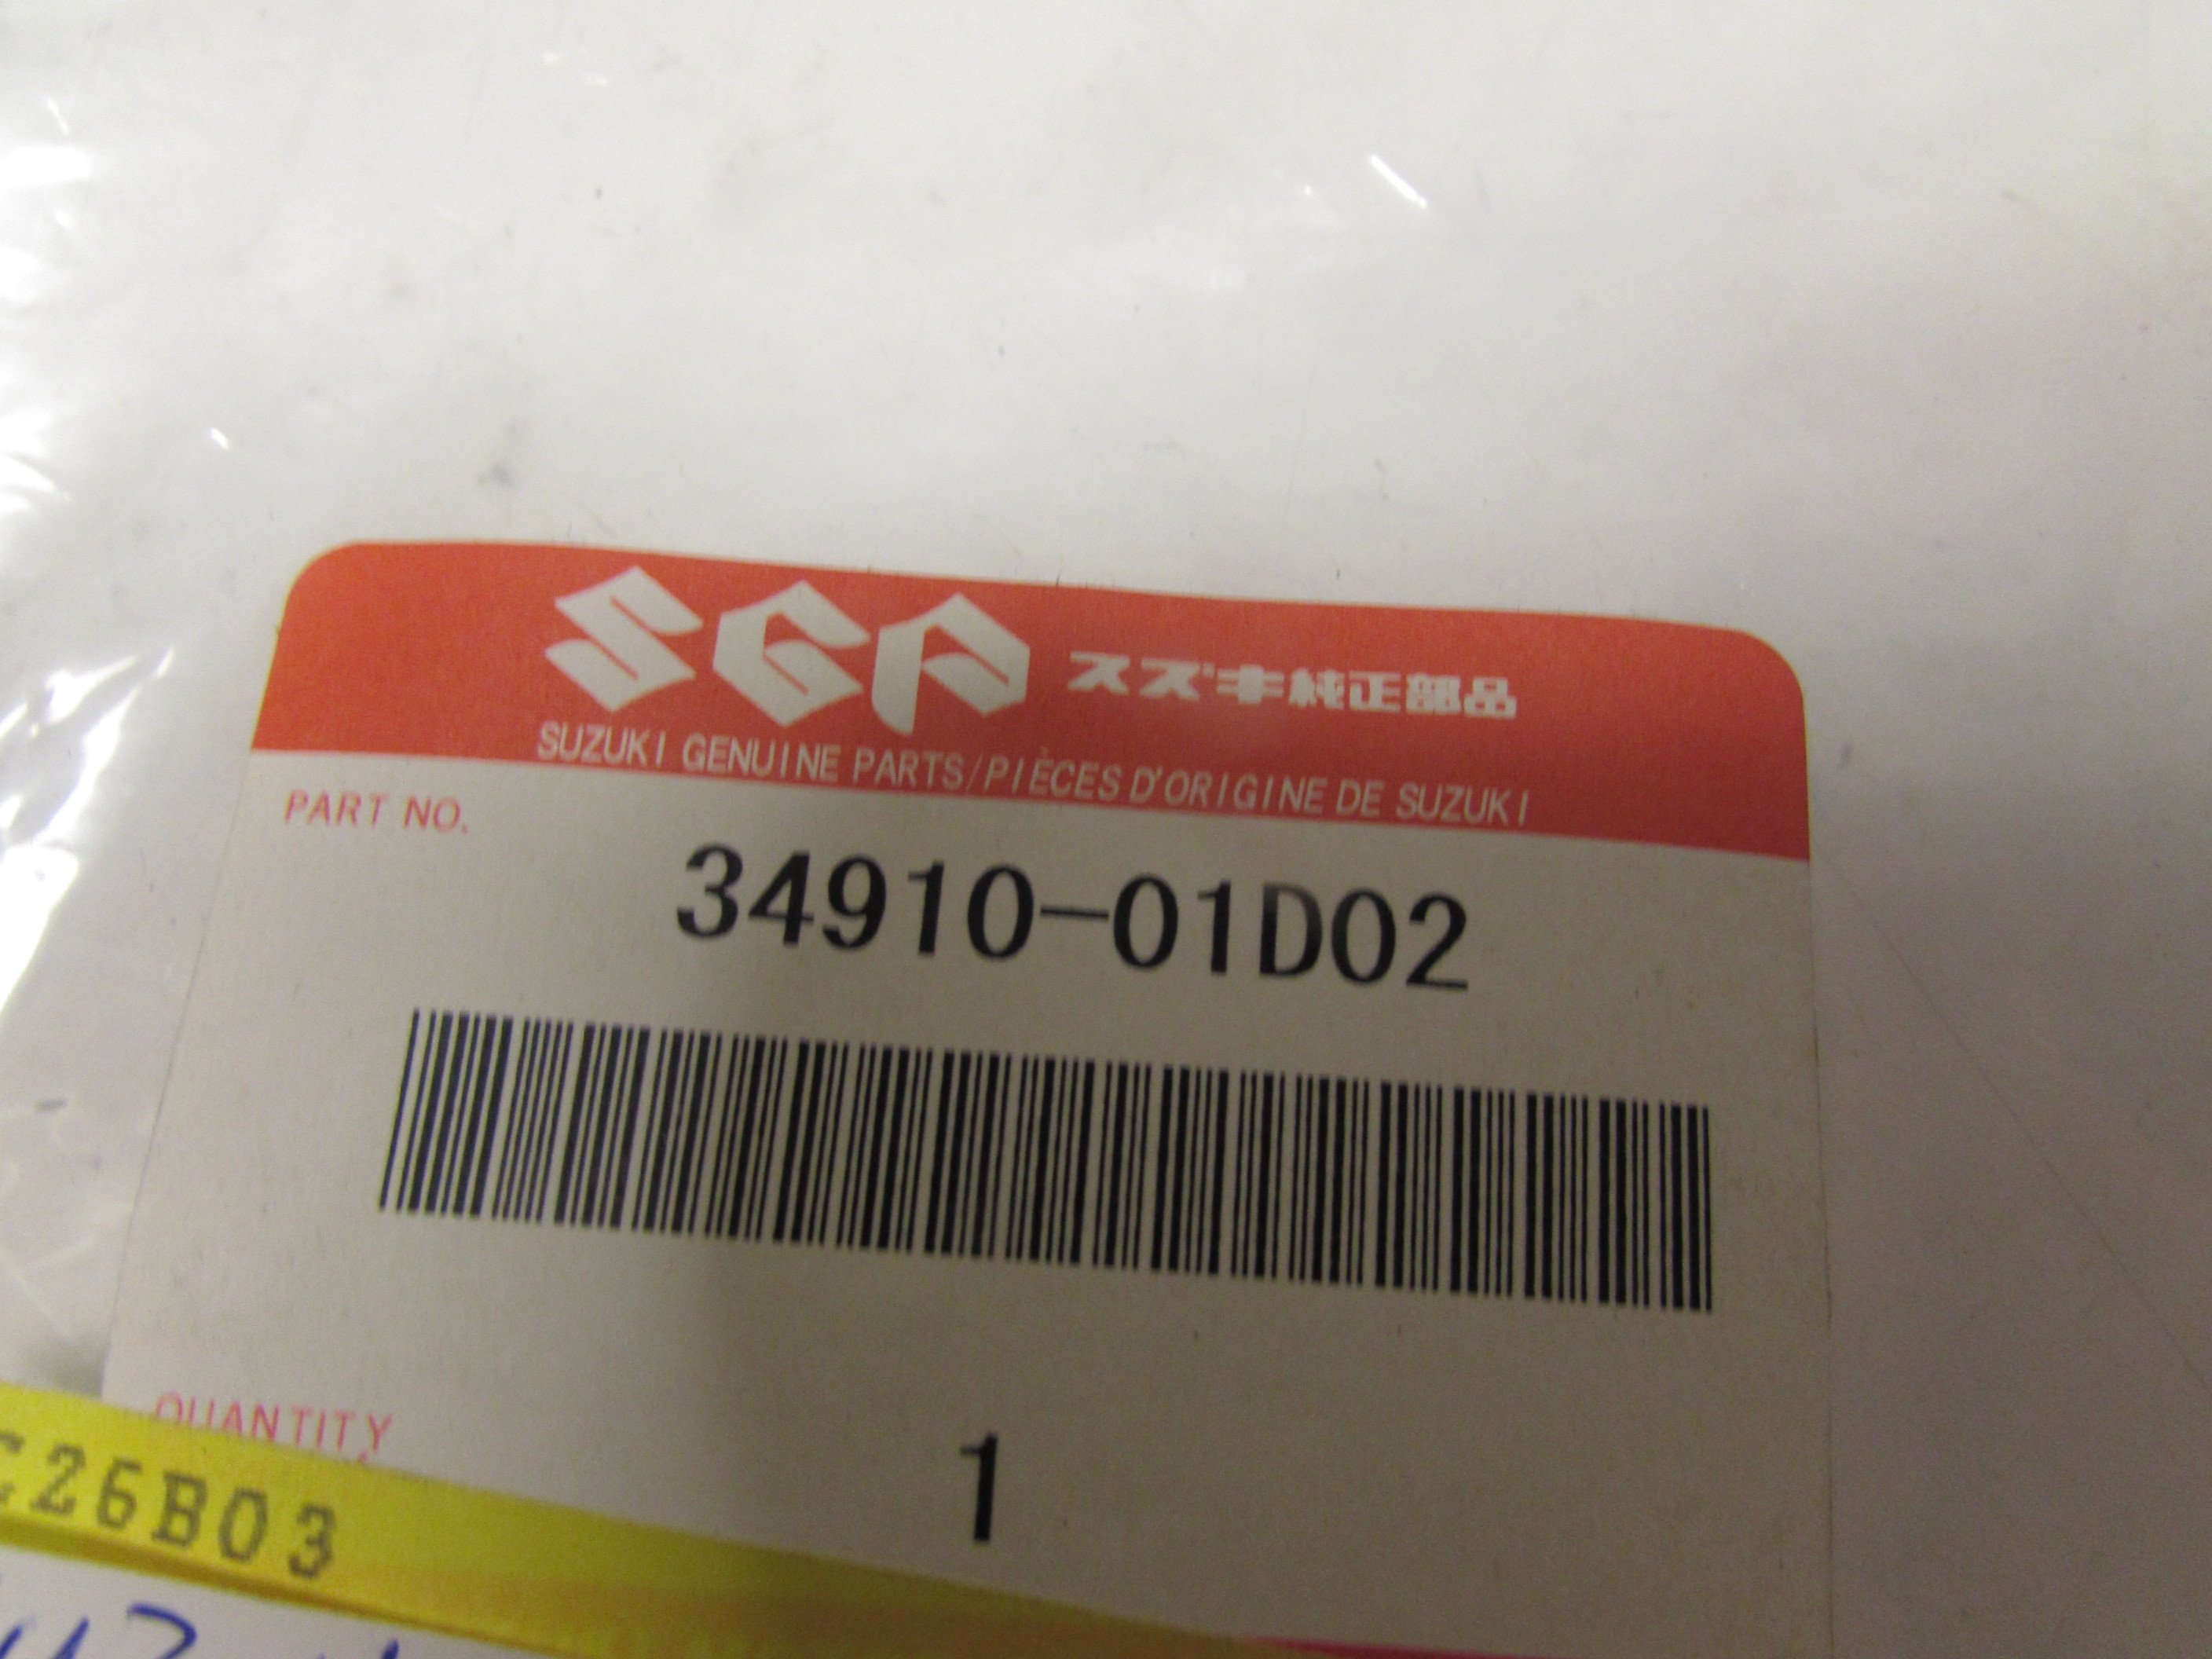 SGP スズキ純正部品
SUZUKI GENUINE PARTS/PIÈCES D'ORIGINE DE SUZUKI
PART NO.
34910-01D02
QUANTITY
1
26B03